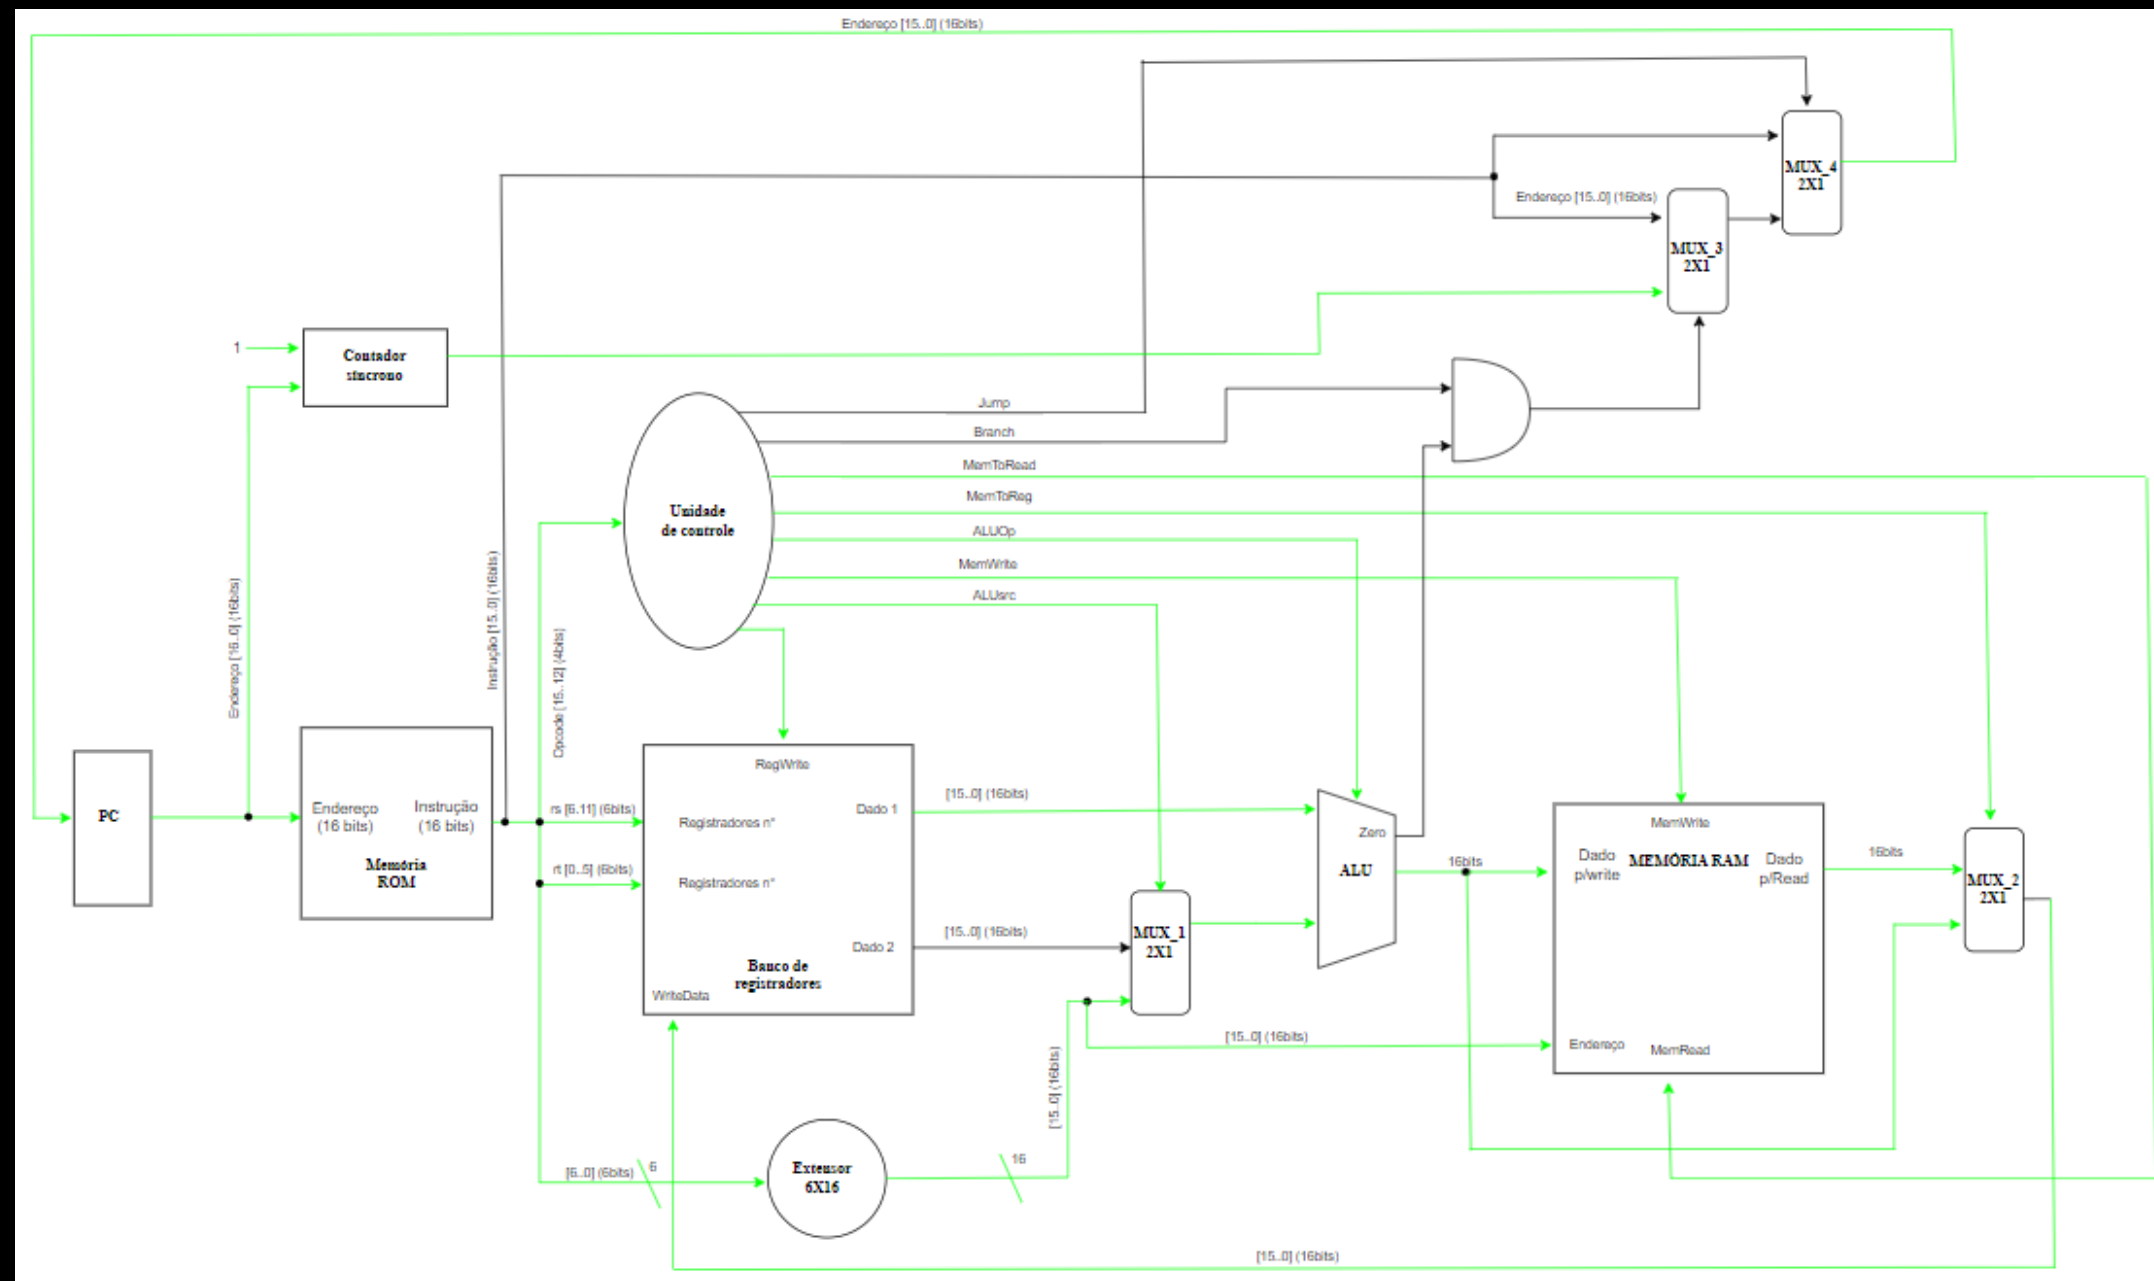 Endereço [15..0] (16bits)
MUX_4
2X1
Endereço [15..0] (16bits)
MUX_3
2X1
1
Contador
síncrono
Jump
Branch
MemToRead
MemToReg
ALUOp
MemWrite
ALUsrc
Unidade
de controle
Endereço [16..0] (16bits)
Instrução [15..0] (16bits)
Opcode [15..12] (4bits)
PC
Endereço
(16 bits)
Instrução
(16 bits)
Memória
ROM
rs [6.11] (6bits)
rt [0..5] (6bits)
RegWrite
Registradores n°
Registradores n°
Dado 1
Dado 2
Banco de
registradores
WriteData
[15..0] (16bits)
[15..0] (16bits)
MUX_1
2X1
Zero
ALU
16bits
MemWrite
Dado
p/write
MEMÓRIA RAM
Dado
p/Read
Endereço
MemRead
16bits
MUX_2
2X1
[15..0] (16bits)
[15..0] (16bits)
[6..0] (6bits)
6
Extensor
6X16
16
[15..0] (16bits)